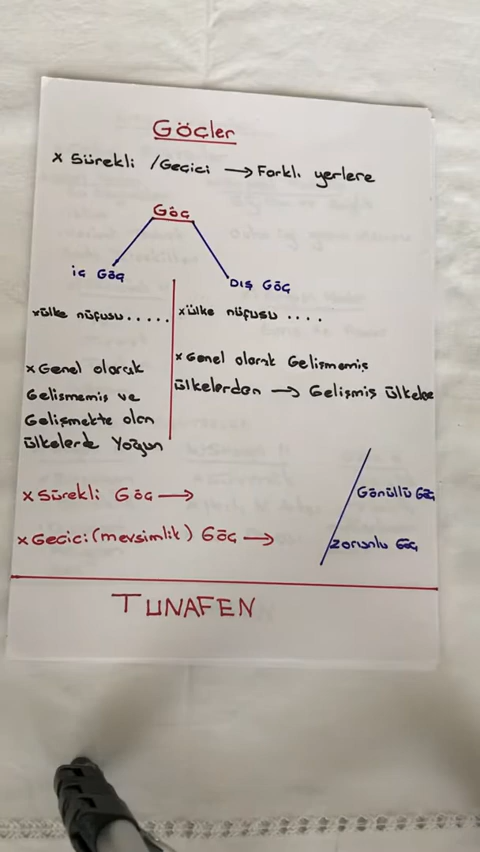 Göçler
x Sürekli / Geçici → Farklı yerlere
Göç
iç Göç
Dış Göç
x ülke nüfusu.....
x Genel olarak
Gelişmemiş ve
Gelişmekte olan
ülkelerde Yoğun
x ülke nüfusu ....
x Genel olarak Gelişmemiş
ülkelerden → Gelişmiş ülkelere
x Sürekli Göç →
x Geçici (mevsimlik) Göç →
Gönüllü Göç
Zorunlu Göç
TUNAFEN